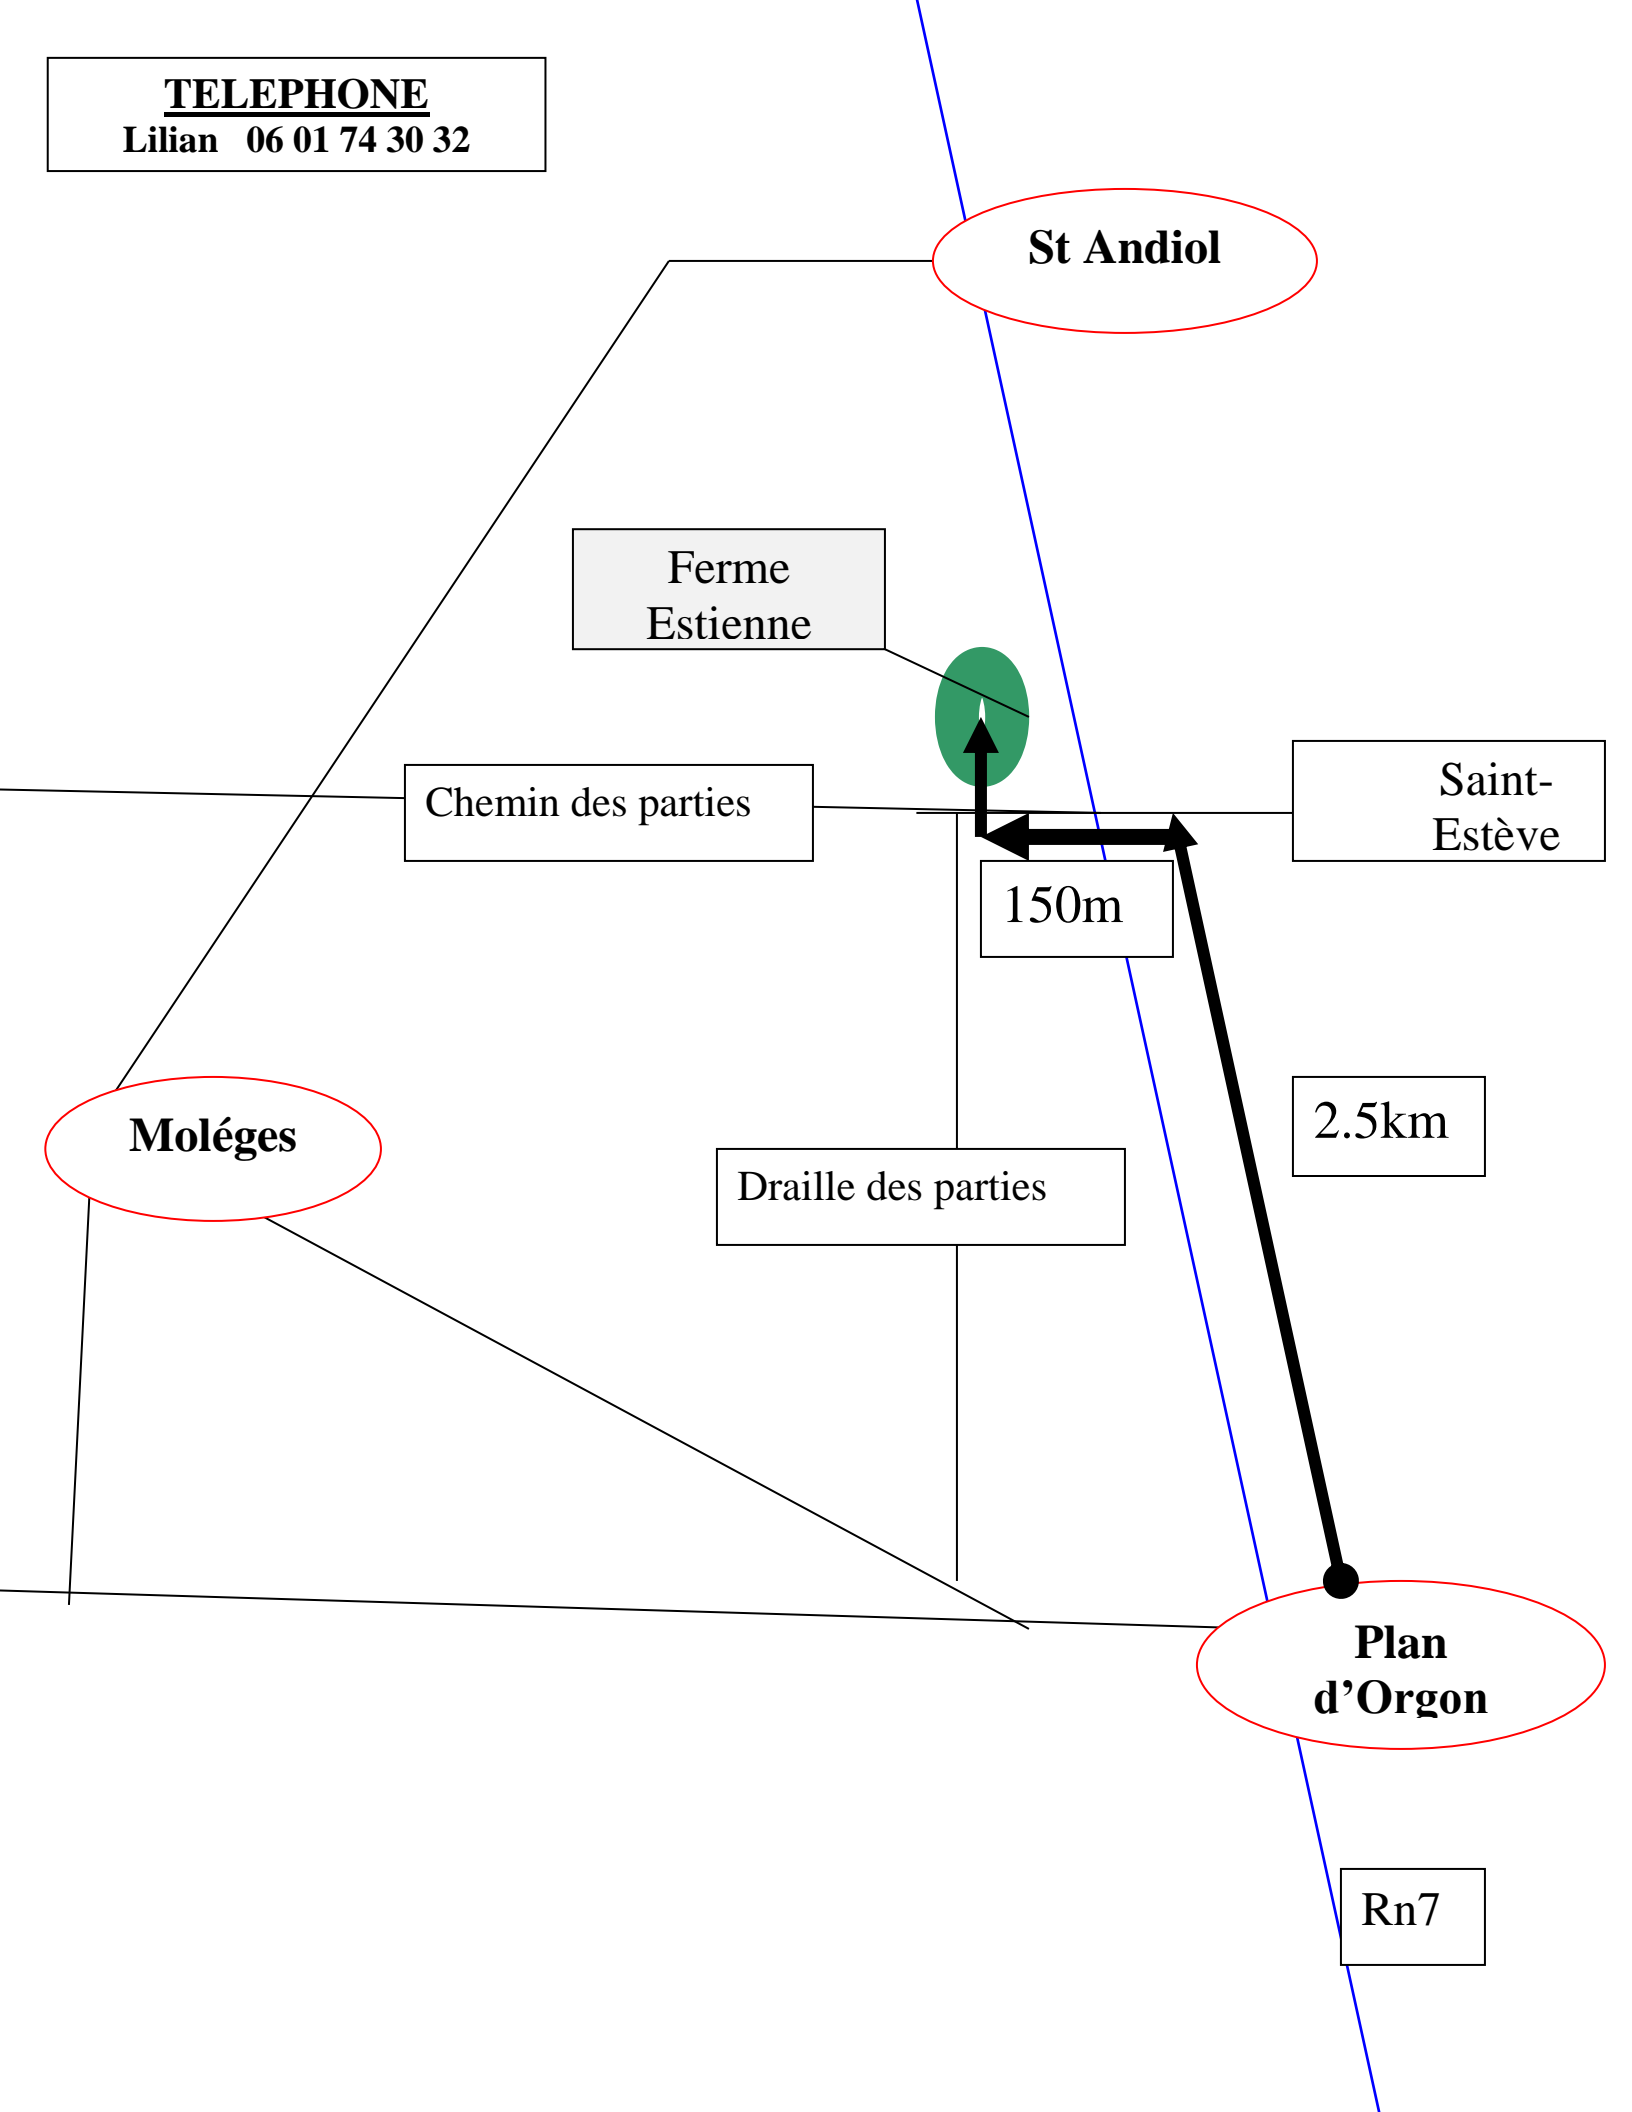 TELEPHONE
Lilian 06 01 74 30 32
St Andiol
Ferme
Estienne
Chemin des parties
Saint-
Estève
150m
2.5km
Moléges
Draille des parties
Plan
d’Orgon
Rn7